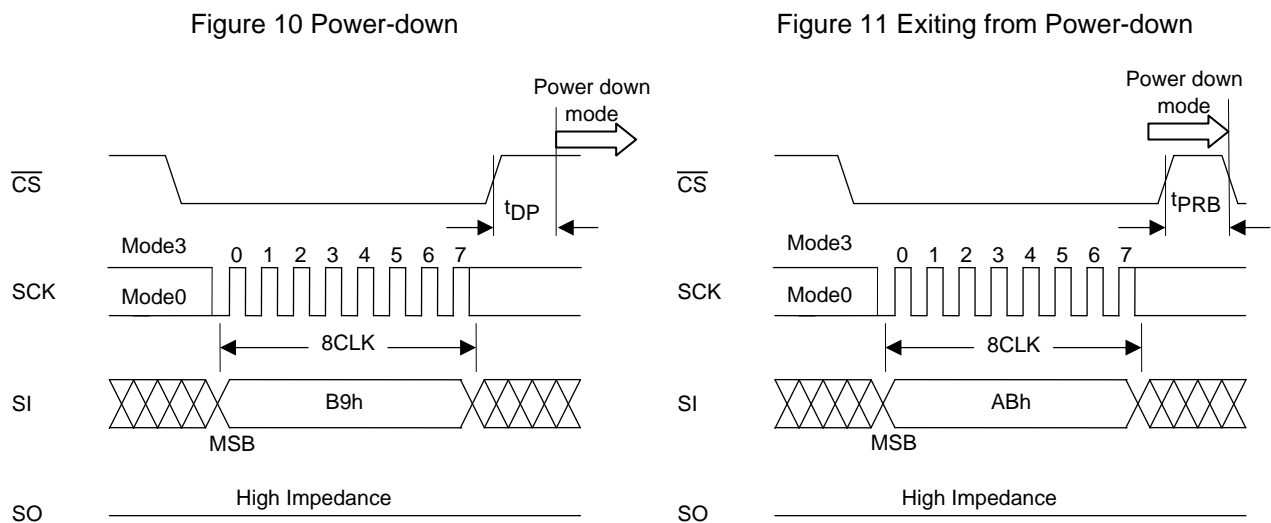 Figure 10 Power-down
Power down
mode
CS
tDP
Mode3
0 1 2 3 4 5 6 7
SCK
Mode0
8CLK
SI
B9h
MSB
High Impedance
SO
Figure 11 Exiting from Power-down
Power down
mode
CS
tPRB
Mode3
0 1 2 3 4 5 6 7
SCK
Mode0
8CLK
SI
ABh
MSB
High Impedance
SO